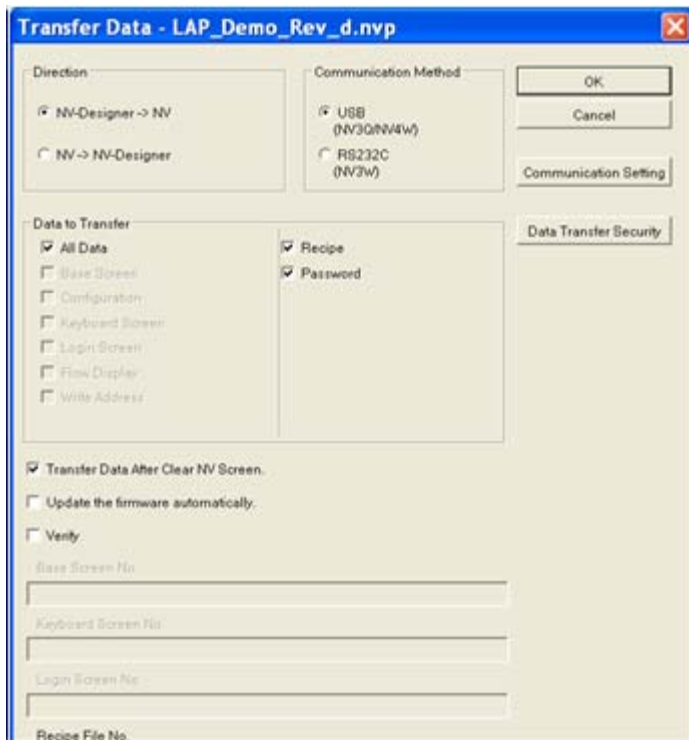 Transfer Data - LAP_Demo_Rev_d.nvp
Direction
NV-Designer -> NV
NV -> NV-Designer
Communication Method
USB
(NV3Q/NV4W)
RS232C
(NV3W)
OK
Cancel
Communication Setting
Data Transfer Security
Data to Transfer
All Data
Base Screen
Configuration
Keyboard Screen
Login Screen
Flow Display
Write Address
Recipe
Password
Transfer Data After Clear NV Screen.
Update the firmware automatically.
Verify
Base Screen No
Keyboard Screen No
Login Screen No
Recipe File No.